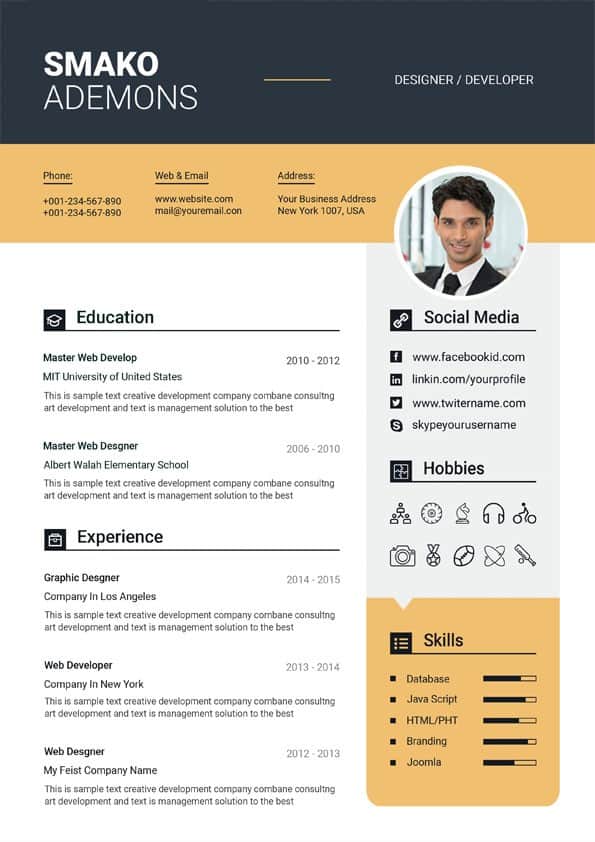 SMAKO
ADEMONS
DESIGNER / DEVELOPER
Phone:
+001-234-567-890
+001-234-567-890
Web & Email
www.website.com
mail@youremail.con
Address:
Your Business Address
New York 1007, USA
Education
Master Web Develop
2010 - 2012
MIT University of United States
This is sample text creative development company combane consultng
art development and text is management solution to the best
Master Web Desgner
2006 - 2010
Albert Walah Elementary School
This is sample text creative development company combane consultng
art development and text is management solution to the best
Experience
Graphic Desgner
2014 - 2015
Company In Los Angeles
This is sample text creative development company combane consultng
art development and text is management solution to the best
Web Developer
2013 - 2014
Company In New York
This is sample text creative development company combane consultng
art development and text is management solution to the best
Web Desgner
2012 - 2013
My Feist Company Name
This is sample text creative development company combane consultng
art development and text is management solution to the best
Social Media
www.facebookid.com
linkin.com/yourprofile
www.twitername.com
skypeyourusername
Hobbies
Skills
Database
Java Script
HTML/PHT
Branding
Joomla